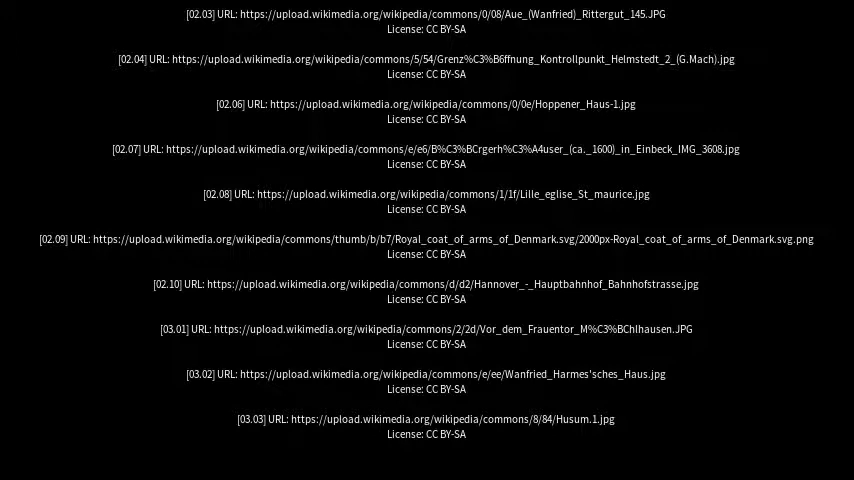 [02.03] URL: https://upload.wikimedia.org/wikipedia/commons/0/08/Aue_(Wanfried)_Rittergut_145.JPG
License: CC BY-SA
[02.04] URL: https://upload.wikimedia.org/wikipedia/commons/5/54/Grenz%C3%B6ffnung_Kontrollpunkt_Helmstedt_2_(G.Mach).jpg
License: CC BY-SA
[02.06] URL: https://upload.wikimedia.org/wikipedia/commons/0/0e/Hoppener_Haus-1.jpg
License: CC BY-SA
[02.07] URL: https://upload.wikimedia.org/wikipedia/commons/e/e6/B%C3%BCrgerh%C3%A4user_(ca._1600)_in_Einbeck_IMG_3608.jpg
License: CC BY-SA
[02.08] URL: https://upload.wikimedia.org/wikipedia/commons/1/1f/Lille_eglise_St_maurice.jpg
License: CC BY-SA
[02.09] URL: https://upload.wikimedia.org/wikipedia/commons/thumb/b/b7/Royal_coat_of_arms_of_Denmark.svg/2000px-Royal_coat_of_arms_of_Denmark.svg.png
License: CC BY-SA
[02.10] URL: https://upload.wikimedia.org/wikipedia/commons/d/d2/Hannover_-_Hauptbahnhof_Bahnhofstrasse.jpg
License: CC BY-SA
[03.01] URL: https://upload.wikimedia.org/wikipedia/commons/2/2d/Vor_dem_Frauentor_M%C3%BChlhausen.JPG
License: CC BY-SA
[03.02] URL: https://upload.wikimedia.org/wikipedia/commons/e/ee/Wanfried_Harmes'sches_Haus.jpg
License: CC BY-SA
[03.03] URL: https://upload.wikimedia.org/wikipedia/commons/8/84/Husum.1.jpg
License: CC BY-SA